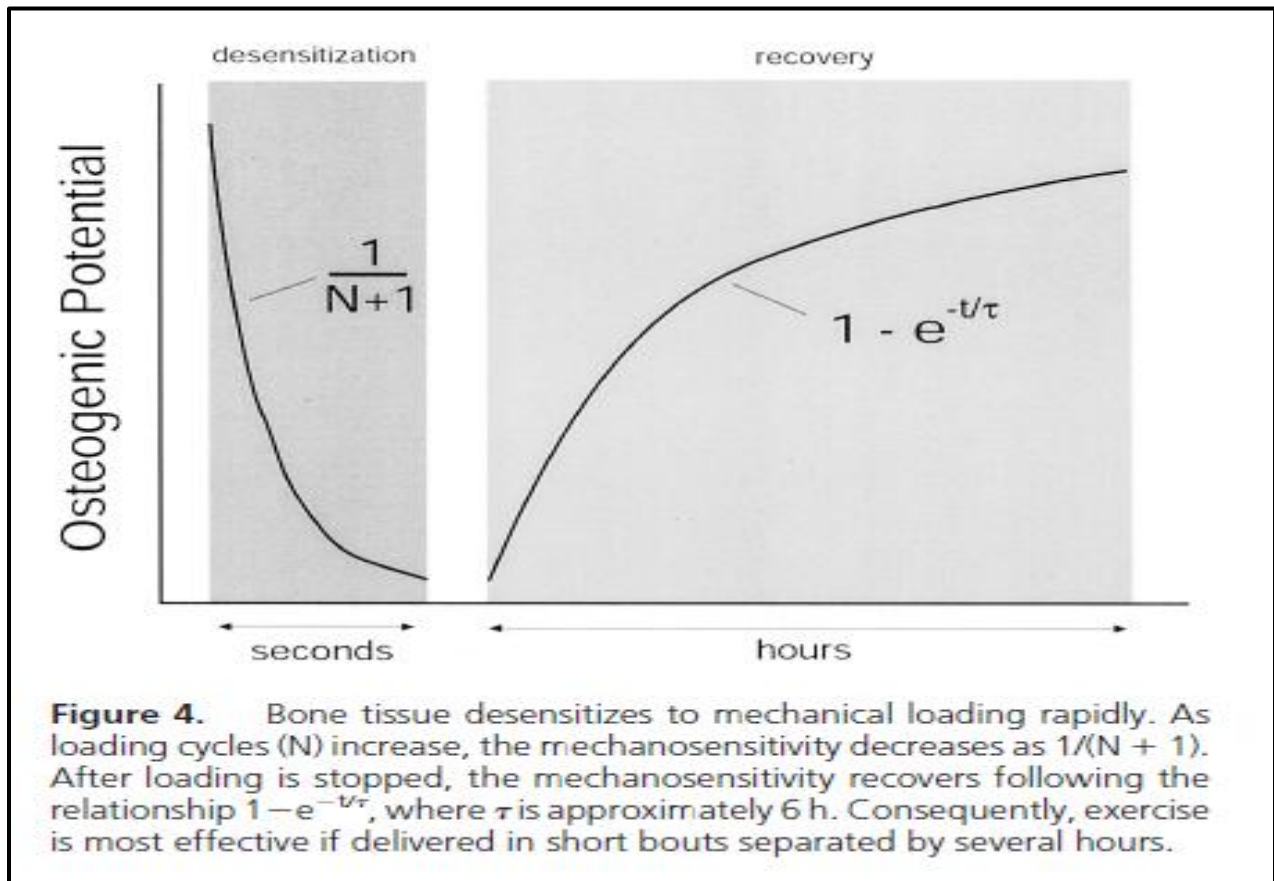 desensitization
recovery
Osteogenic Potential
1
N+1
1 - e^-t/τ
seconds
hours
Figure 4. Bone tissue desensitizes to mechanical loading rapidly. As
loading cycles (N) increase, the mechanosensitivity decreases as 1/(N + 1).
After loading is stopped, the mechanosensitivity recovers following the
relationship 1−e^−t/τ, where τ is approximately 6 h. Consequently, exercise
is most effective if delivered in short bouts separated by several hours.